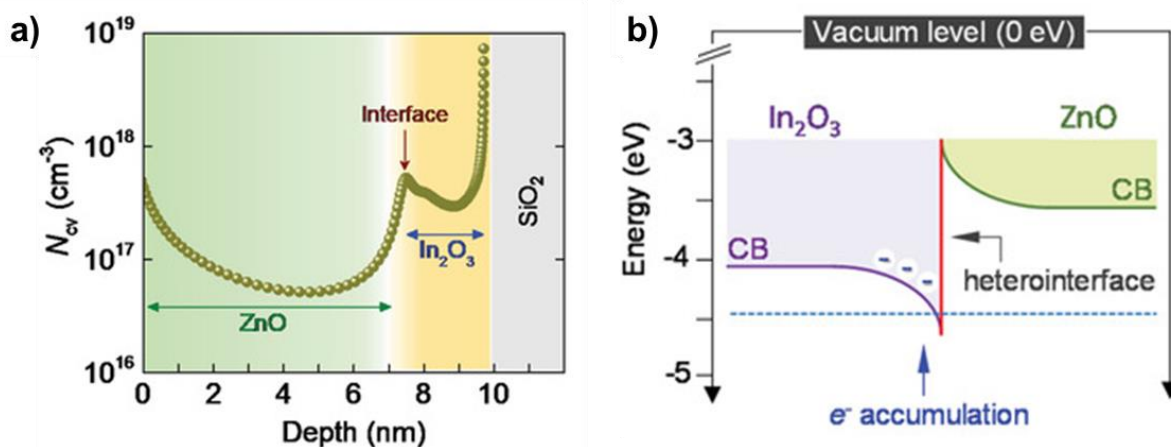 a)
10¹⁹
10¹⁸
10¹⁷
10¹⁶
N_cv (cm⁻³)
Interface
In₂O₃
ZnO
SiO₂
0 2 4 6 8 10
Depth (nm)
b)
Vacuum level (0 eV)
In₂O₃ ZnO
-3
-4
-5
Energy (eV)
CB
CB
- - -
heterointerface
e⁻ accumulation